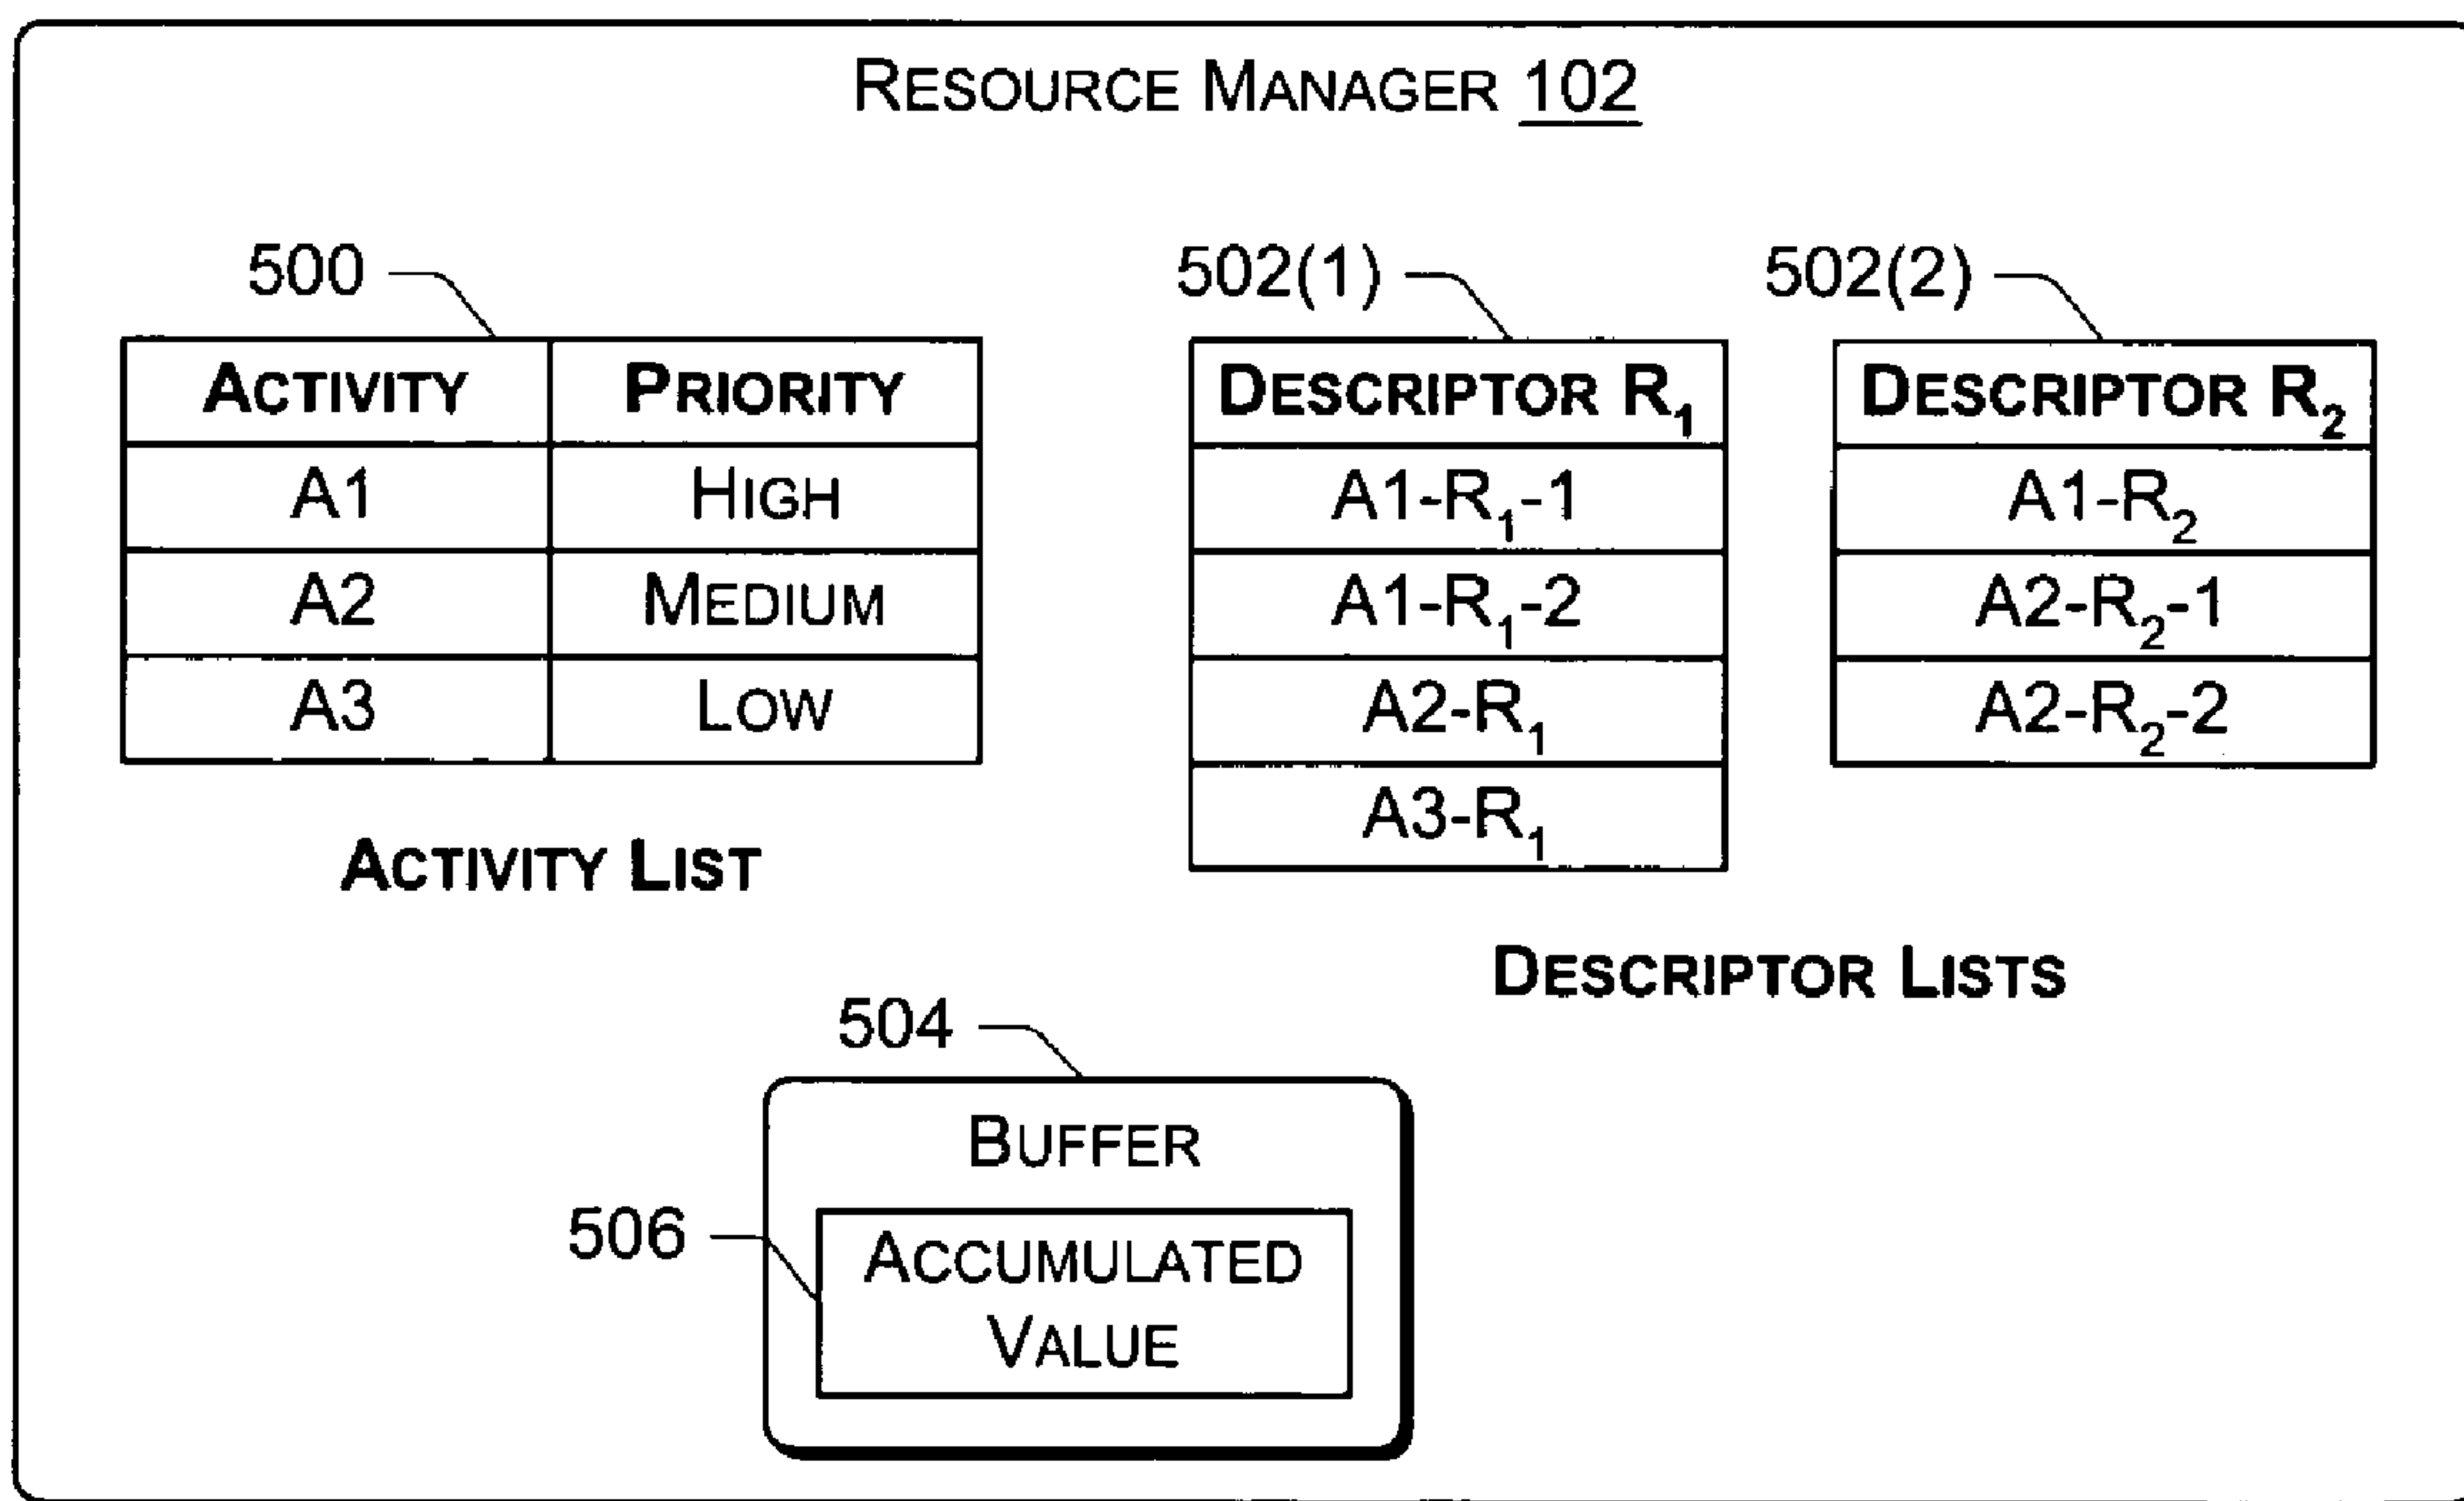 RESOURCE MANAGER 102
500
ACTIVITY PRIORITY
A1 HIGH
A2 MEDIUM
A3 LOW
ACTIVITY LIST
502(1)
DESCRIPTOR R₁
A1-R₁-1
A1-R₁-2
A2-R₁
A3-R₁
502(2)
DESCRIPTOR R₂
A1-R₂
A2-R₂-1
A2-R₂-2
DESCRIPTOR LISTS
504
BUFFER
506
ACCUMULATED
VALUE